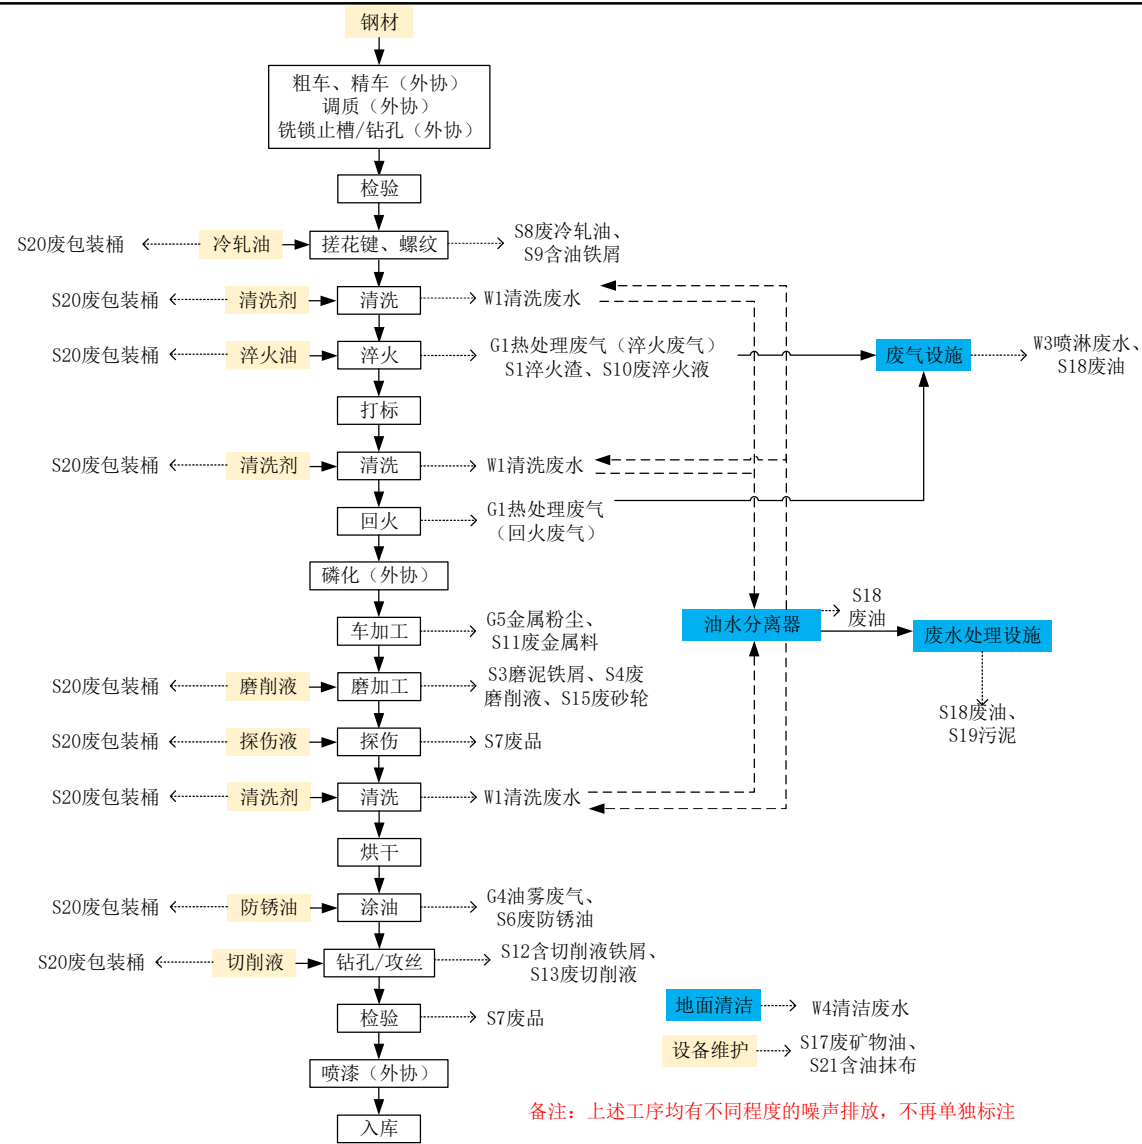 钢材
粗车、精车（外协）
调质（外协）
铣锁止槽/钻孔（外协）
检验
S20废包装桶
冷轧油
搓花键、螺纹
S8废冷轧油、
S9含油铁屑
S20废包装桶
清洗剂
清洗
W1清洗废水
S20废包装桶
淬火油
淬火
G1热处理废气（淬火废气）
S1淬火渣、S10废淬火液
废气设施
W3喷淋废水、
S18废油
打标
S20废包装桶
清洗剂
清洗
W1清洗废水
回火
G1热处理废气
（回火废气）
磷化（外协）
车加工
G5金属粉尘、
S11废金属料
油水分离器
S18
废油
废水处理设施
S20废包装桶
磨削液
磨加工
S3磨泥铁屑、S4废
磨削液、S15废砂轮
S18废油、
S19污泥
S20废包装桶
探伤液
探伤
S7废品
S20废包装桶
清洗剂
清洗
W1清洗废水
烘干
S20废包装桶
防锈油
涂油
G4油雾废气、
S6废防锈油
S20废包装桶
切削液
钻孔/攻丝
S12含切削液铁屑、
S13废切削液
检验
S7废品
地面清洁
W4清洁废水
设备维护
S17废矿物油、
S21含油抹布
喷漆（外协）
入库
备注：上述工序均有不同程度的噪声排放，不再单独标注